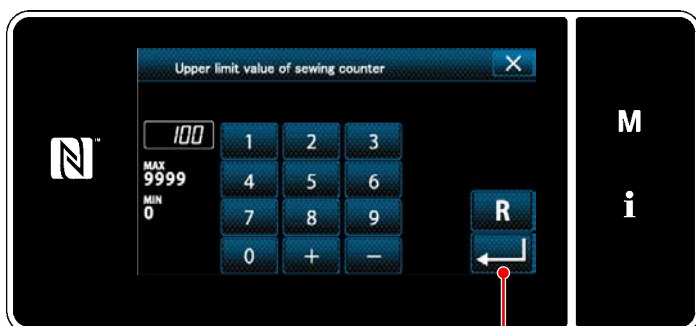 Upper limit value of sewing counter
100
1 2 3
MAX
9999
4 5 6
MIN
0
7 8 9
R
0 + −
M
i
N™